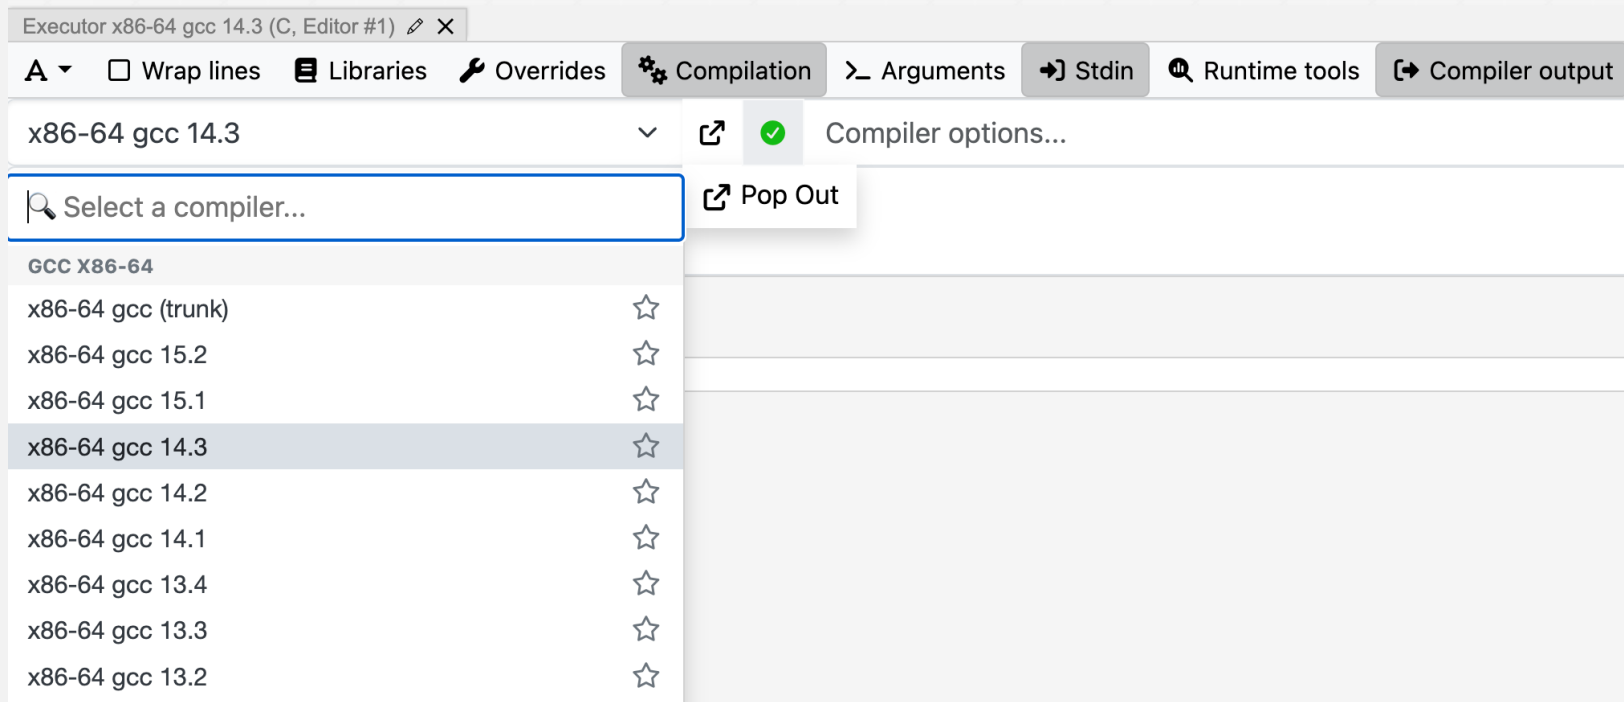 Executor x86-64 gcc 14.3 (C, Editor #1)
A Wrap lines Libraries Overrides Compilation Arguments Stdin Runtime tools Compiler output
x86-64 gcc 14.3 Compiler options...
Pop Out
Select a compiler...
GCC X86-64
x86-64 gcc (trunk)
x86-64 gcc 15.2
x86-64 gcc 15.1
x86-64 gcc 14.3
x86-64 gcc 14.2
x86-64 gcc 14.1
x86-64 gcc 13.4
x86-64 gcc 13.3
x86-64 gcc 13.2